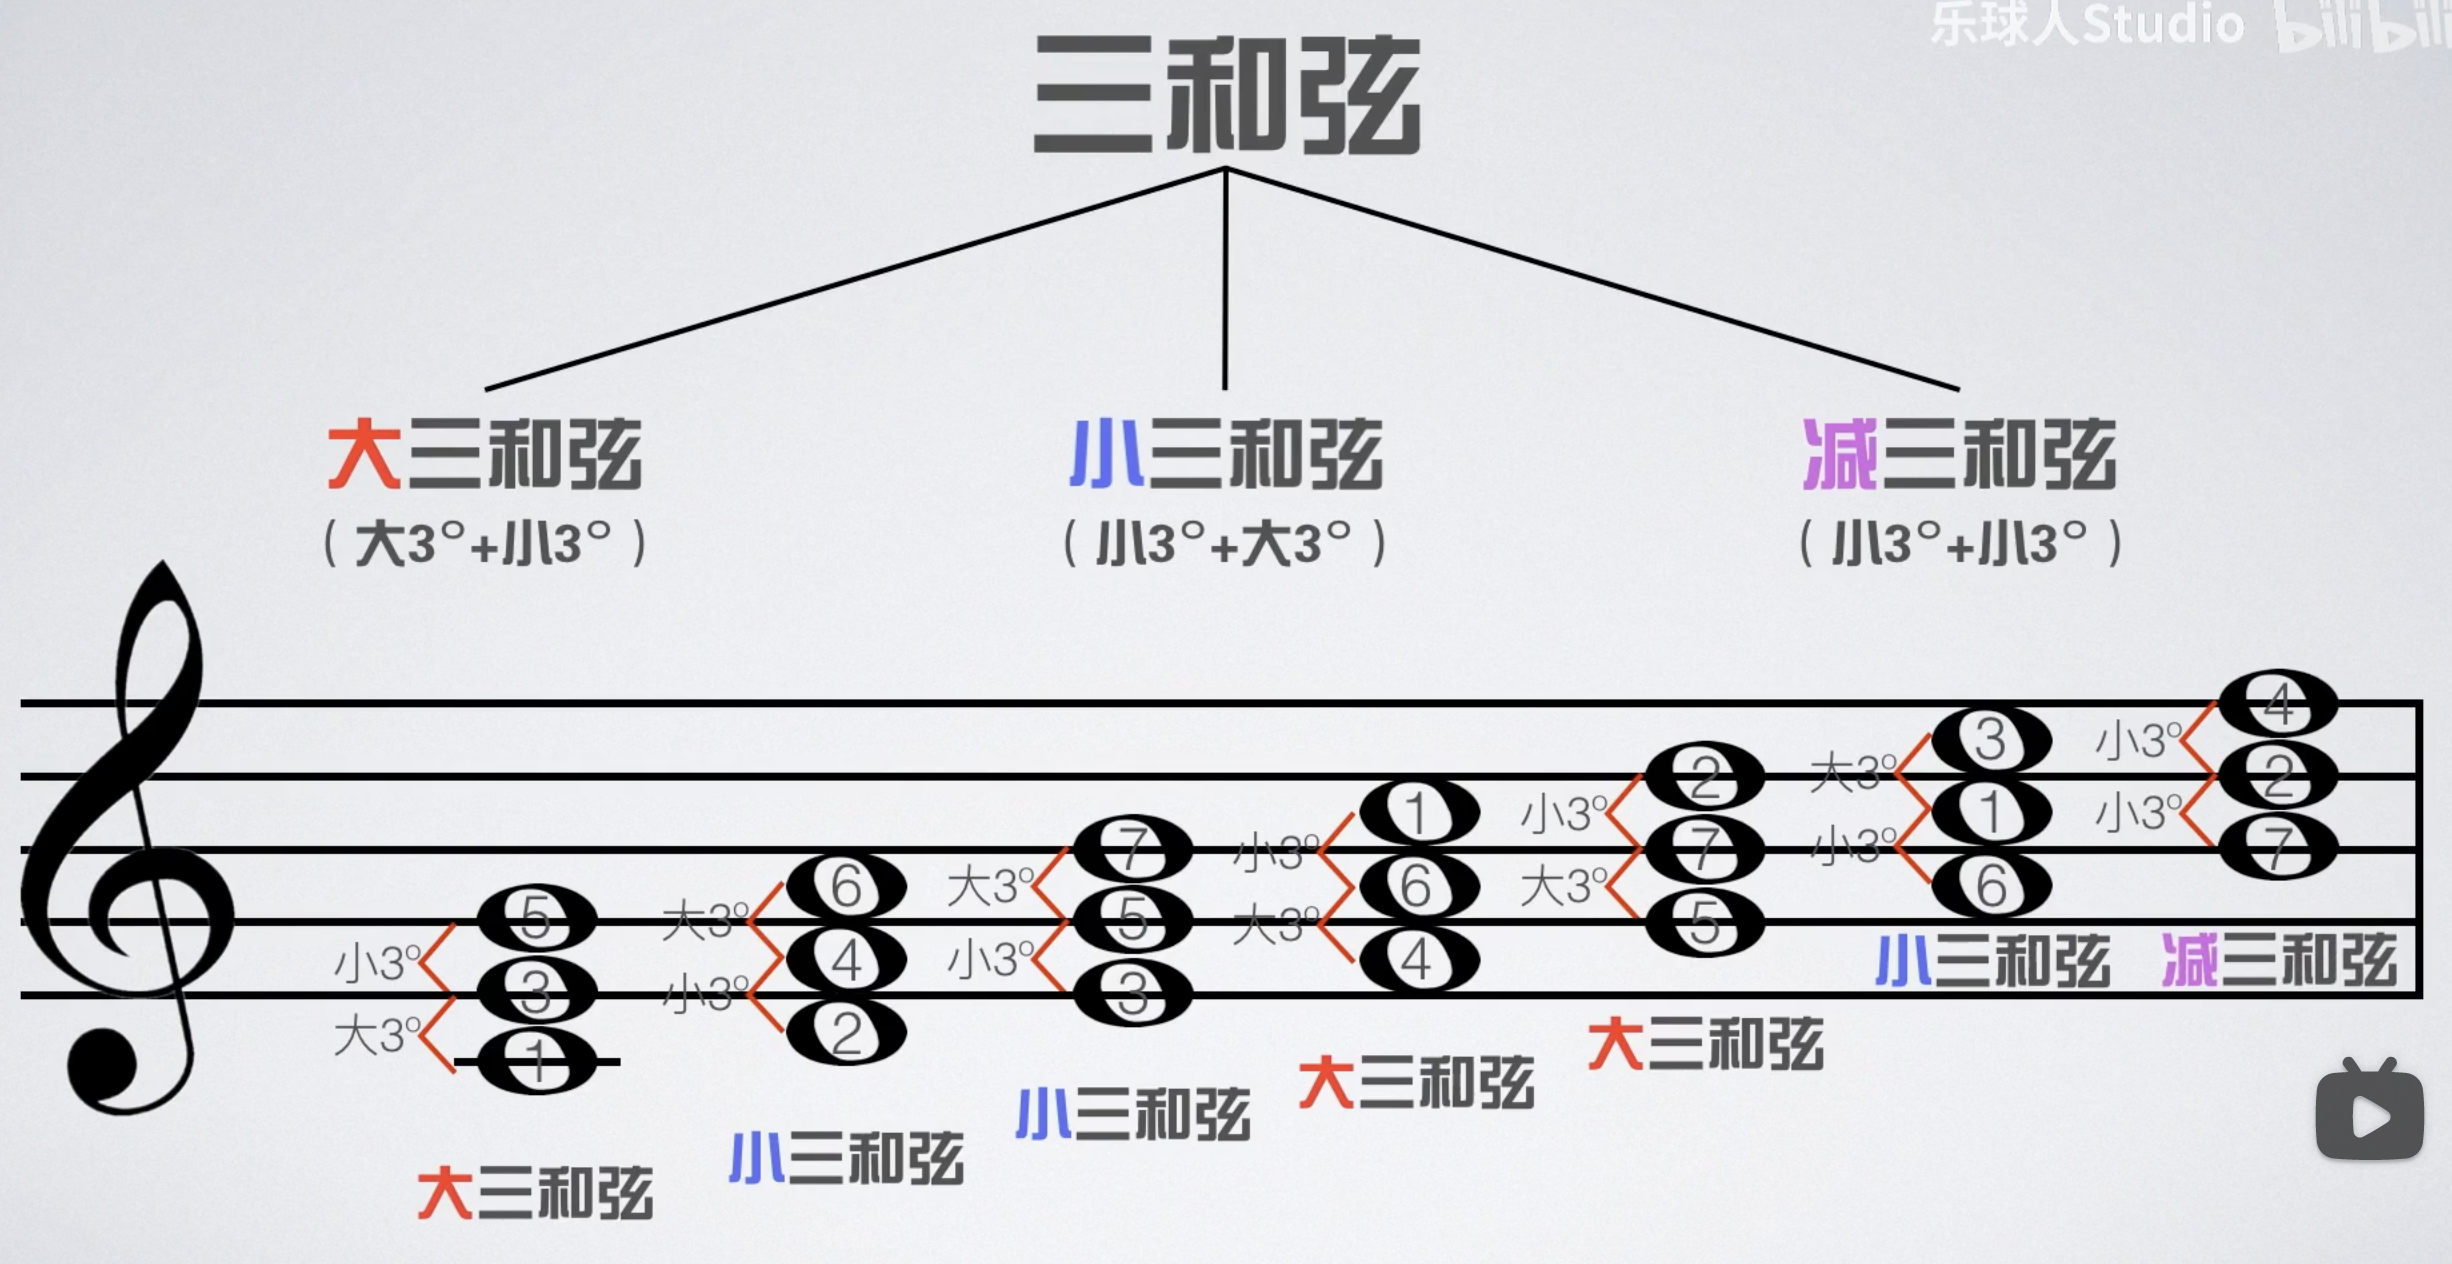 乐球人Studio bilibili
三和弦
大三和弦 小三和弦 减三和弦
(大3°+小3°) (小3°+大3°) (小3°+小3°)
小3° 大3° 5 3 1
大3° 小3° 6 4 2
大3° 小3° 7 5 3
小3° 大3° 1 6 4
小3° 大3° 2 7 5
大3° 小3° 3 1 6
小3° 小3° 4 2 7
大三和弦
小三和弦
小三和弦
大三和弦
大三和弦
小三和弦
减三和弦